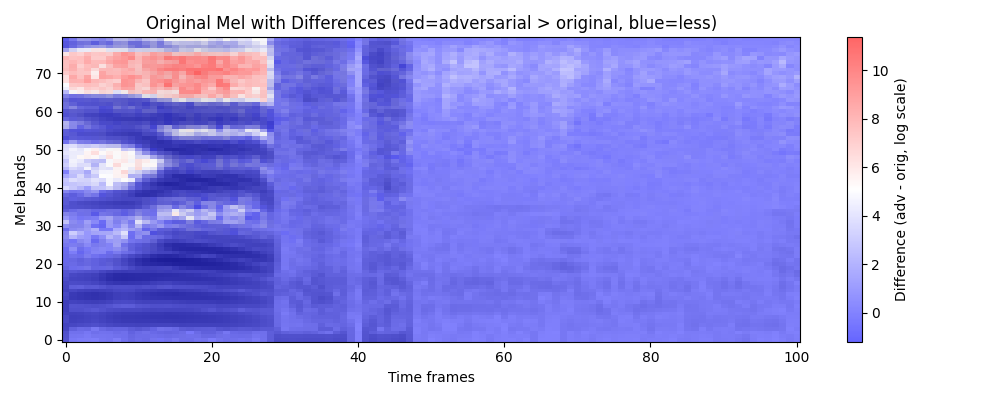 Original Mel with Differences (red=adversarial > original, blue=less)
Mel bands
70
60
50
40
30
20
10
0
0 20 40 60 80 100
Time frames
10
8
6
4
2
0
Difference (adv - orig, log scale)